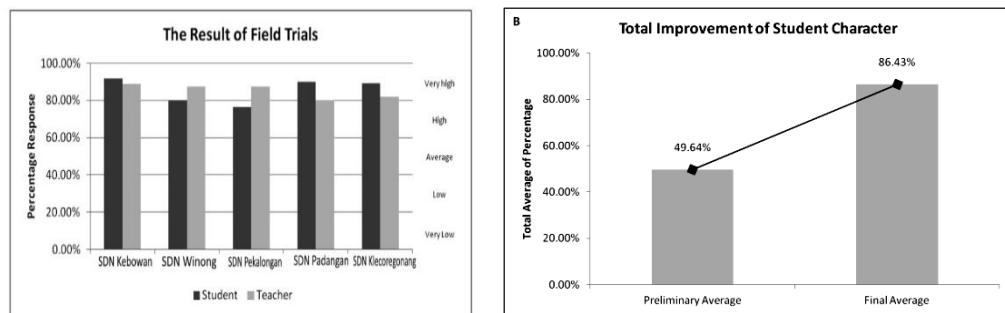 The Result of Field Trials
Percentage Response
100.00%
80.00%
60.00%
40.00%
20.00%
0.00%
Very high
High
Average
Low
Very Low
SDN Kebowan SDN Winong SDN Pekalongan SDN Padangan SDN Klecoregonang
Student Teacher
B
Total Improvement of Student Character
Total Average of Percentage
100.00%
80.00%
60.00%
40.00%
20.00%
0.00%
49.64%
86.43%
Preliminary Average Final Average